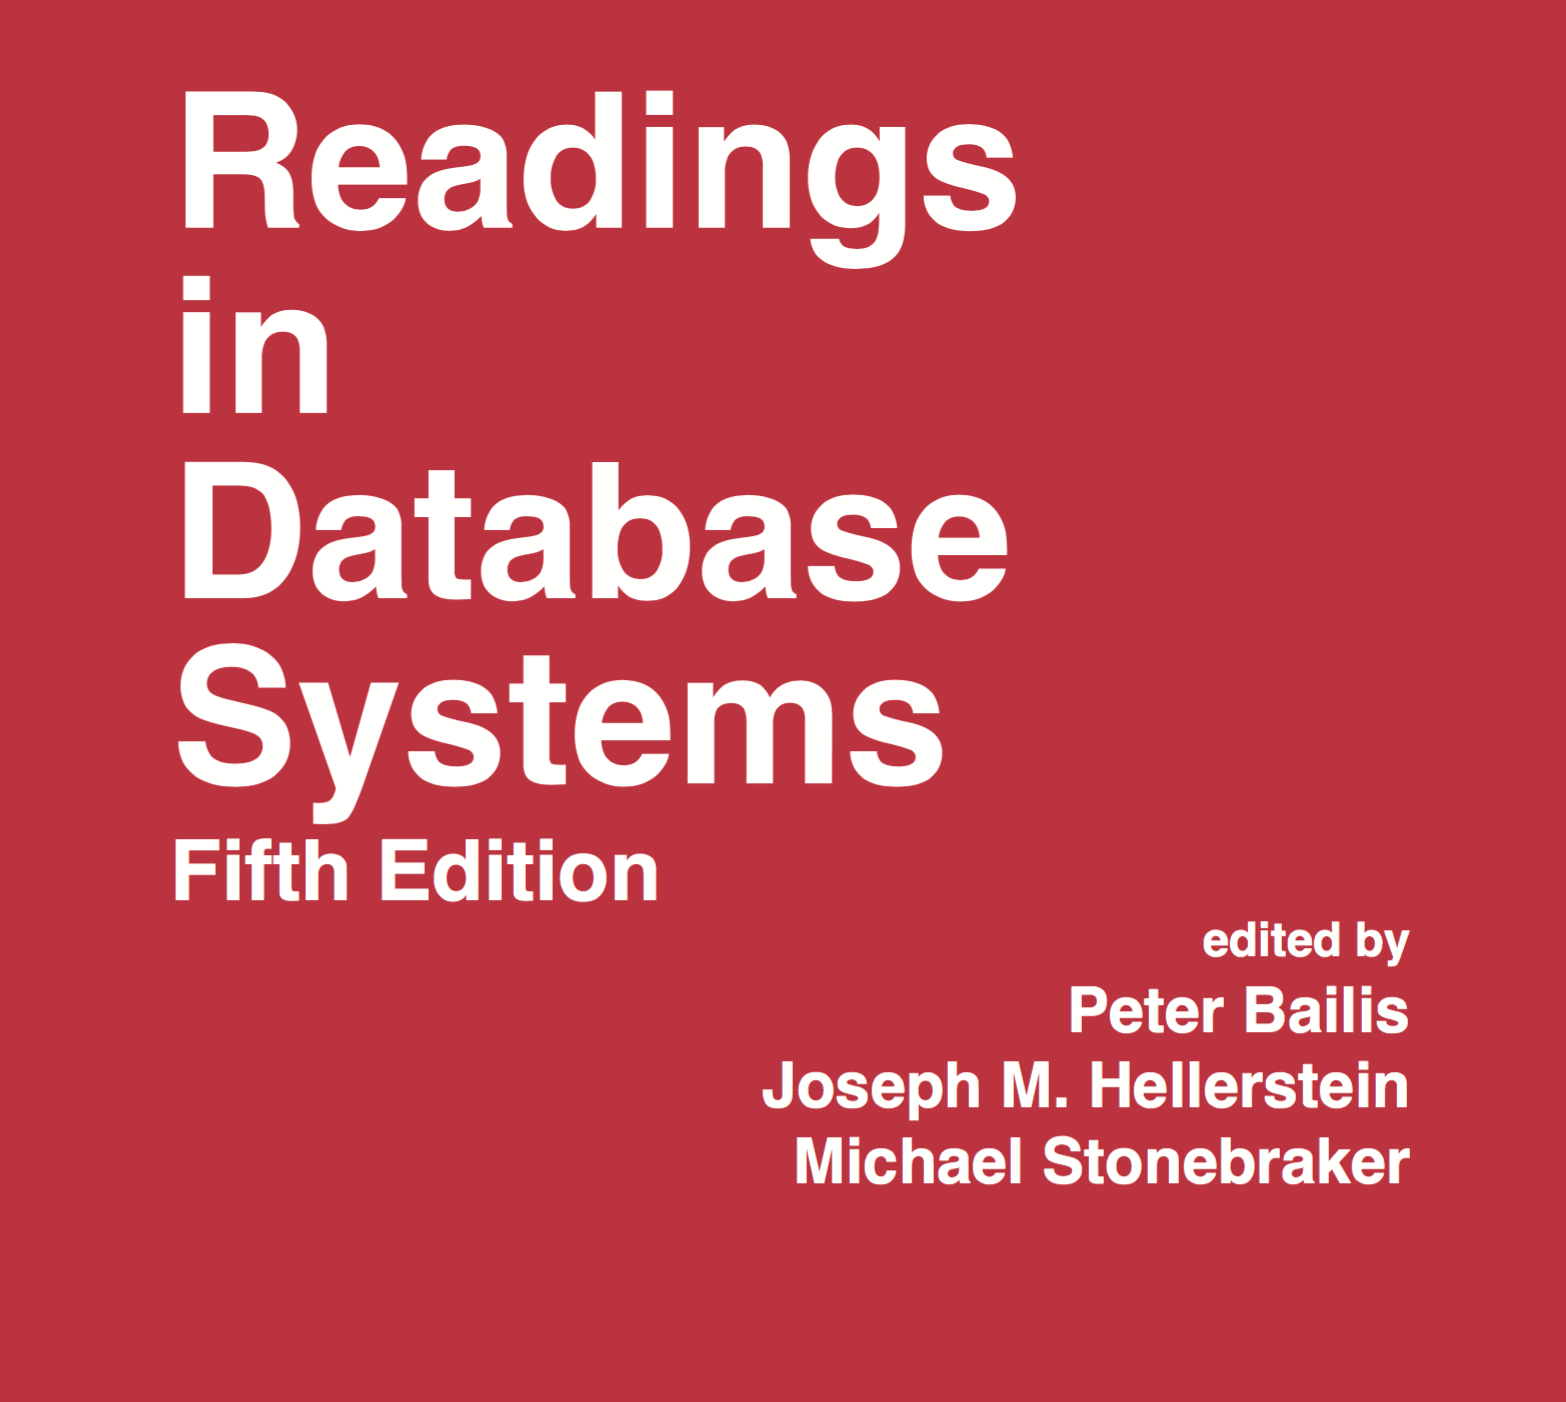 Readings
in
Database
Systems
Fifth Edition
edited by
Peter Bailis
Joseph M. Hellerstein
Michael Stonebraker